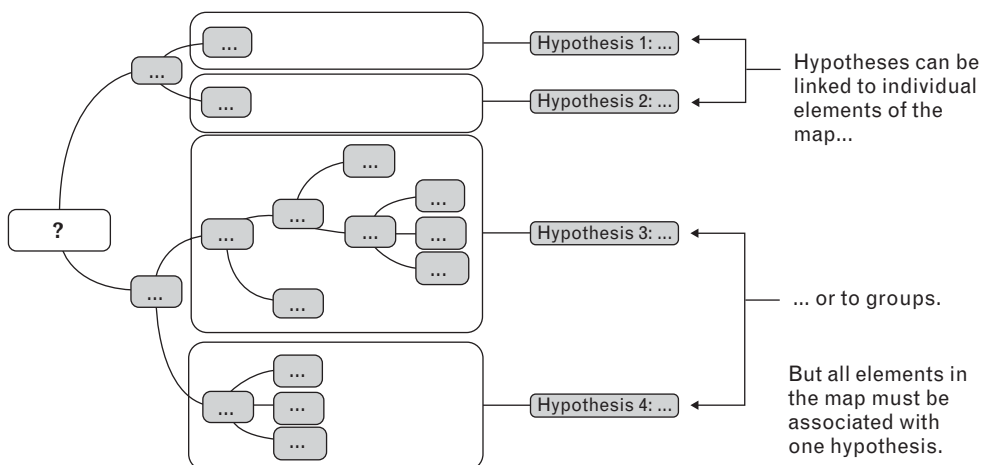 ...
Hypothesis 1: ...
...
...
Hypothesis 2: ...
Hypotheses can be
linked to individual
elements of the
map...
?
...
...
...
...
...
...
...
...
...
Hypothesis 3: ...
... or to groups.
...
...
...
...
Hypothesis 4: ...
But all elements in
the map must be
associated with
one hypothesis.